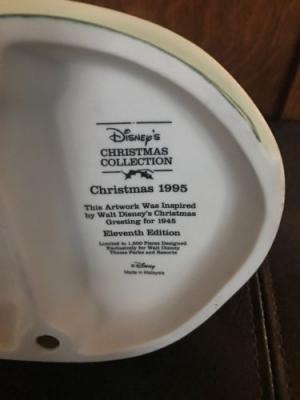 Disney's
CHRISTMAS
COLLECTION
Christmas 1995
This Artwork Was Inspired
by Walt Disney's Christmas
Greeting for 1945
Eleventh Edition
Limited to 1,500 Pieces Designed
Exclusively for Walt Disney
Theme Parks and Resorts
© Disney
Made in Malaysia